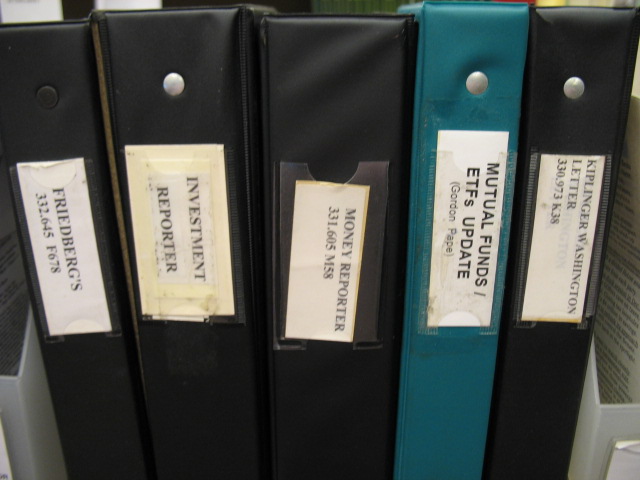 FRIEDBERG'S
332.645 F678
INVESTMENT
REPORTER
MONEY REPORTER
331.605 M58
MUTUAL FUNDS /
ETFs UPDATE
(Gordon Pape)
KIPLINGER WASHINGTON
LETTER
330.973 K38